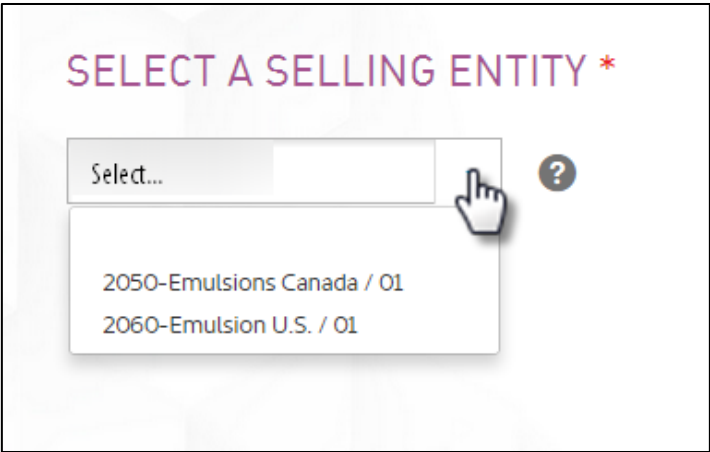 SELECT A SELLING ENTITY *
Select...
?
2050-Emulsions Canada / 01
2060-Emulsion U.S. / 01